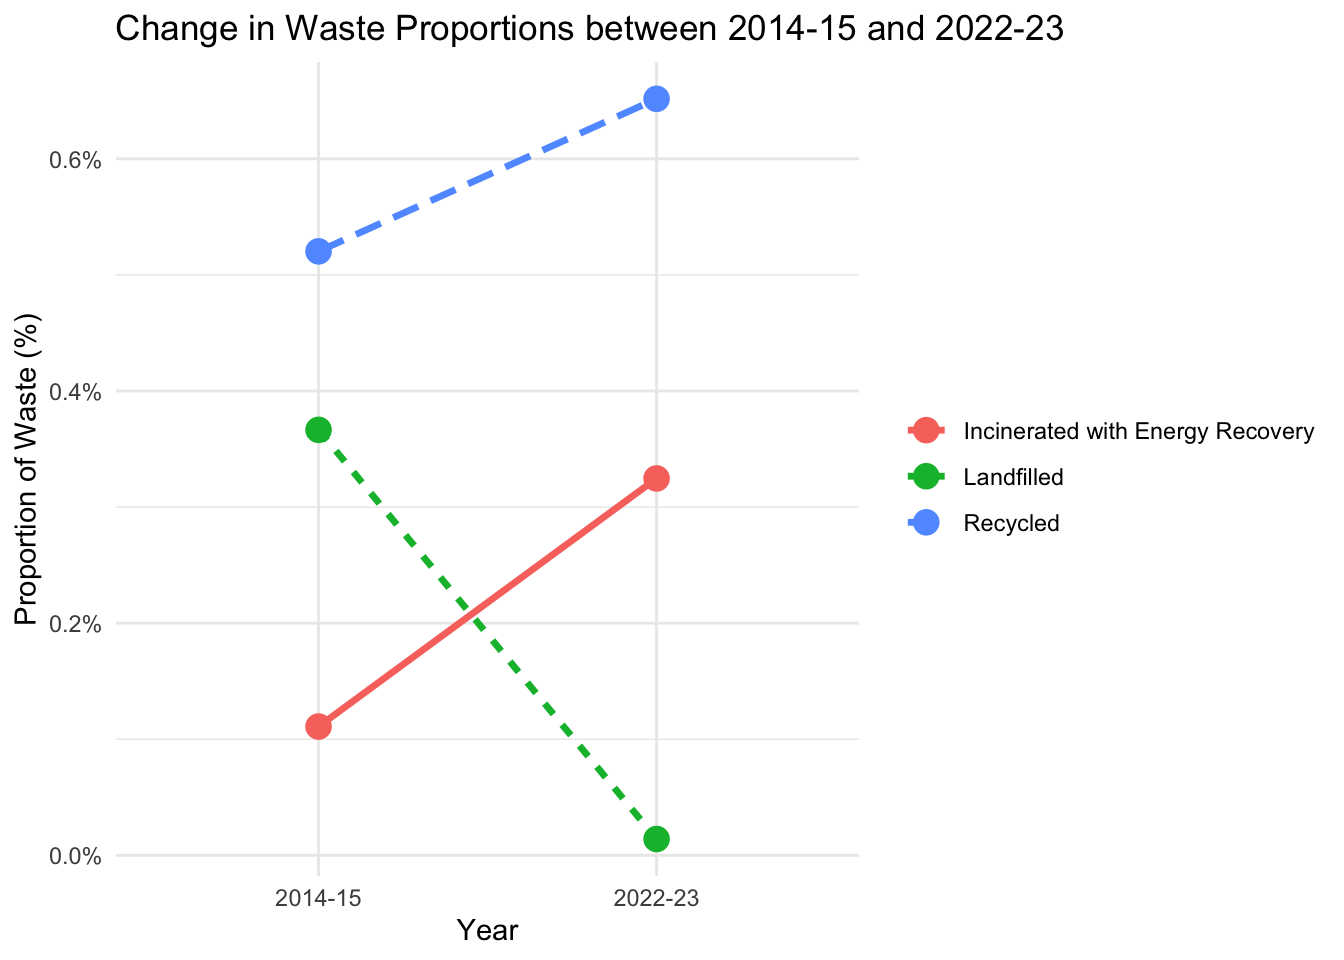 Change in Waste Proportions between 2014-15 and 2022-23
Proportion of Waste (%)
0.6%
0.4%
0.2%
0.0%
2014-15
2022-23
Year
Incinerated with Energy Recovery
Landfilled
Recycled